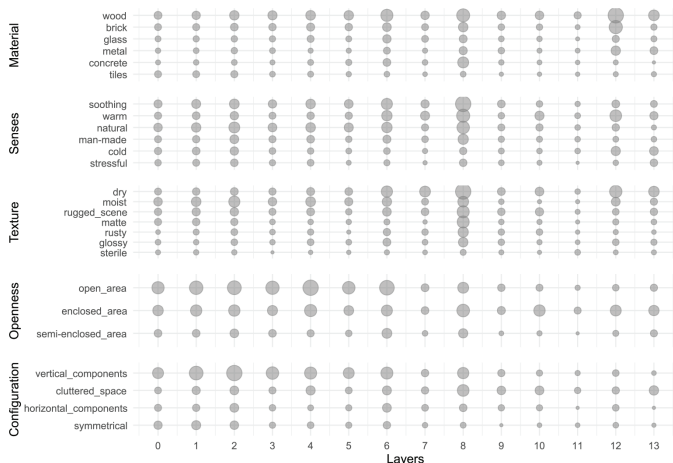 Material
wood
brick
glass
metal
concrete
tiles
Senses
soothing
warm
natural
man-made
cold
stressful
Texture
dry
moist
rugged_scene
matte
rusty
glossy
sterile
Openness
open_area
enclosed_area
semi-enclosed_area
Configuration
vertical_components
cluttered_space
horizontal_components
symmetrical
0 1 2 3 4 5 6 7 8 9 10 11 12 13
Layers